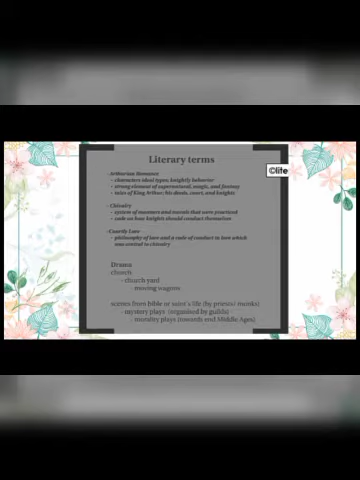 Literary terms
©lite
-Arthurian Romance
- characters ideal types; knightly behavior
- strong element of supernatural, magic, and fantasy
- tales of King Arthur; his deeds, court, and knights
- Chivalry
- system of manners and morals that were practiced
- code on how knights should conduct themselves
-Courtly Love
- philosophy of love and a code of conduct in love which
was central to chivalry
Drama
church
- church yard
- moving wagons
scenes from bible or saint's life (by priests/ monks)
- mystery plays (organised by guilds)
- morality plays (towards end Middle Ages)